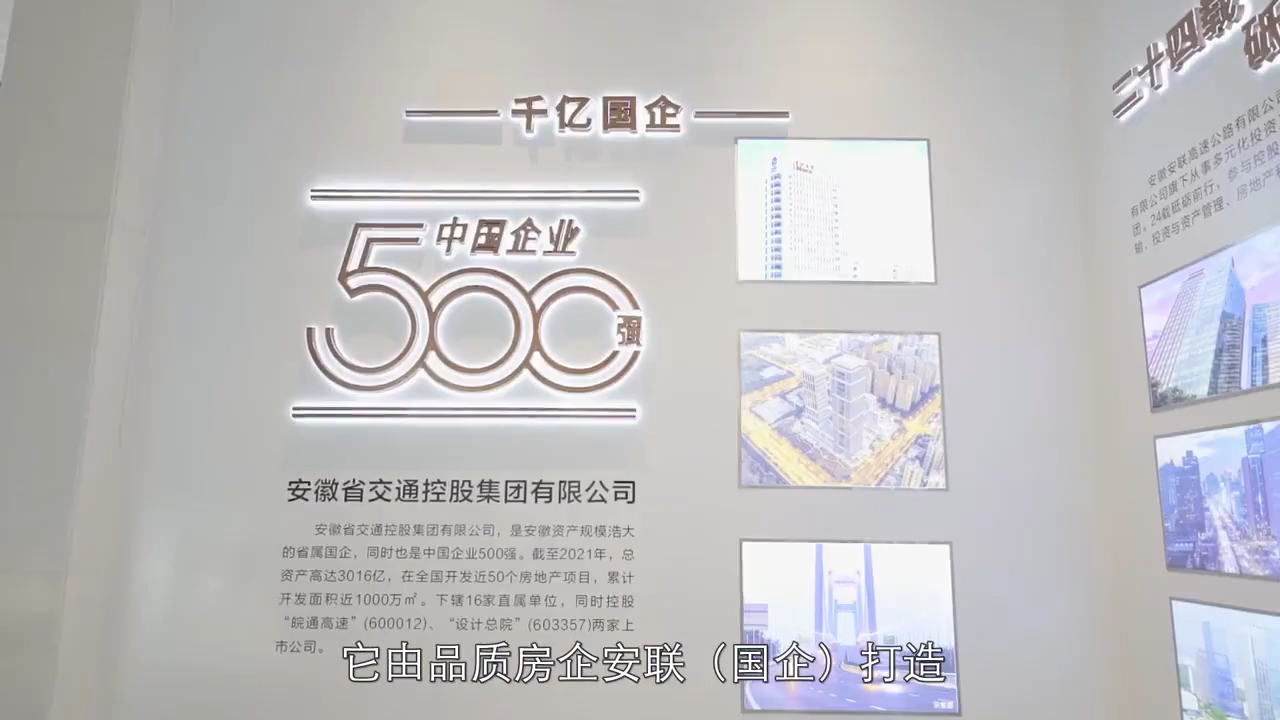 千亿国企
中国企业
500强
安徽省交通控股集团有限公司
安徽省交通控股集团有限公司，是安徽资产规模浩大
的省属国企，同时也是中国企业500强。截至2021年，总
资产高达3016亿，在全国开发近50个房地产项目，累计
开发面积近1000万㎡。下辖16家直属单位，同时控股
“皖通高速”(600012)、“设计总院”(603357)两家上
市公司。
二十四载
砥
安徽安联高速公路有限公司
有限公司旗下从事多元化投资
团。24载砥砺前行，参与控股
输、投资与资产管理、房地产
它由品质房企安联（国企）打造